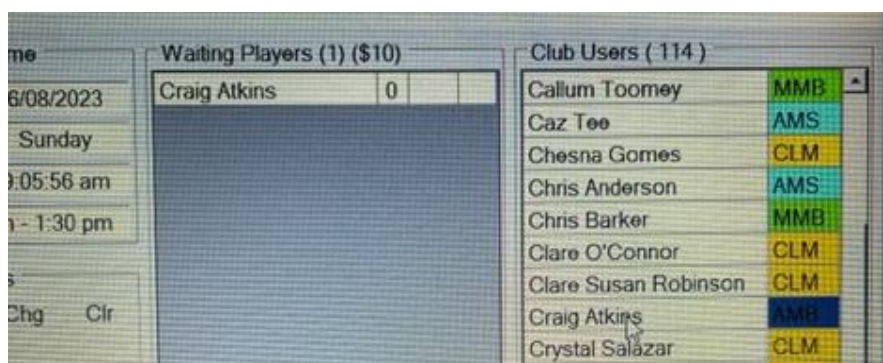 me
6/08/2023
Sunday
9:05:56 am
- 1:30 pm
s
Chg Clr
Waiting Players (1) ($10)
Craig Atkins 0
Club Users ( 114 )
Callum Toomey MMB
Caz Tee AMS
Chesna Gomes CLM
Chris Anderson AMS
Chris Barker MMB
Clare O'Connor CLM
Clare Susan Robinson CLM
Craig Atkins AMB
Crystal Salazar CLM